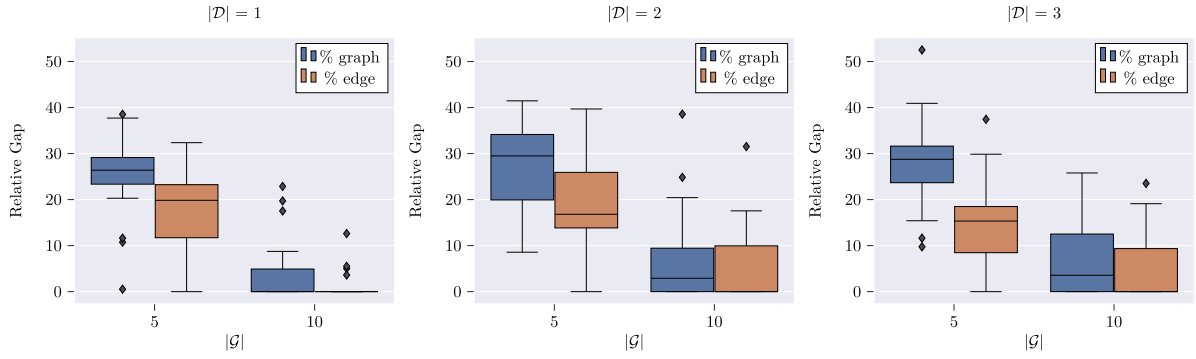 |𝒟| = 1
Relative Gap
50
40
30
20
10
0
% graph
% edge
5
10
|𝒢|
|𝒟| = 2
Relative Gap
50
40
30
20
10
0
% graph
% edge
5
10
|𝒢|
|𝒟| = 3
Relative Gap
50
40
30
20
10
0
% graph
% edge
5
10
|𝒢|